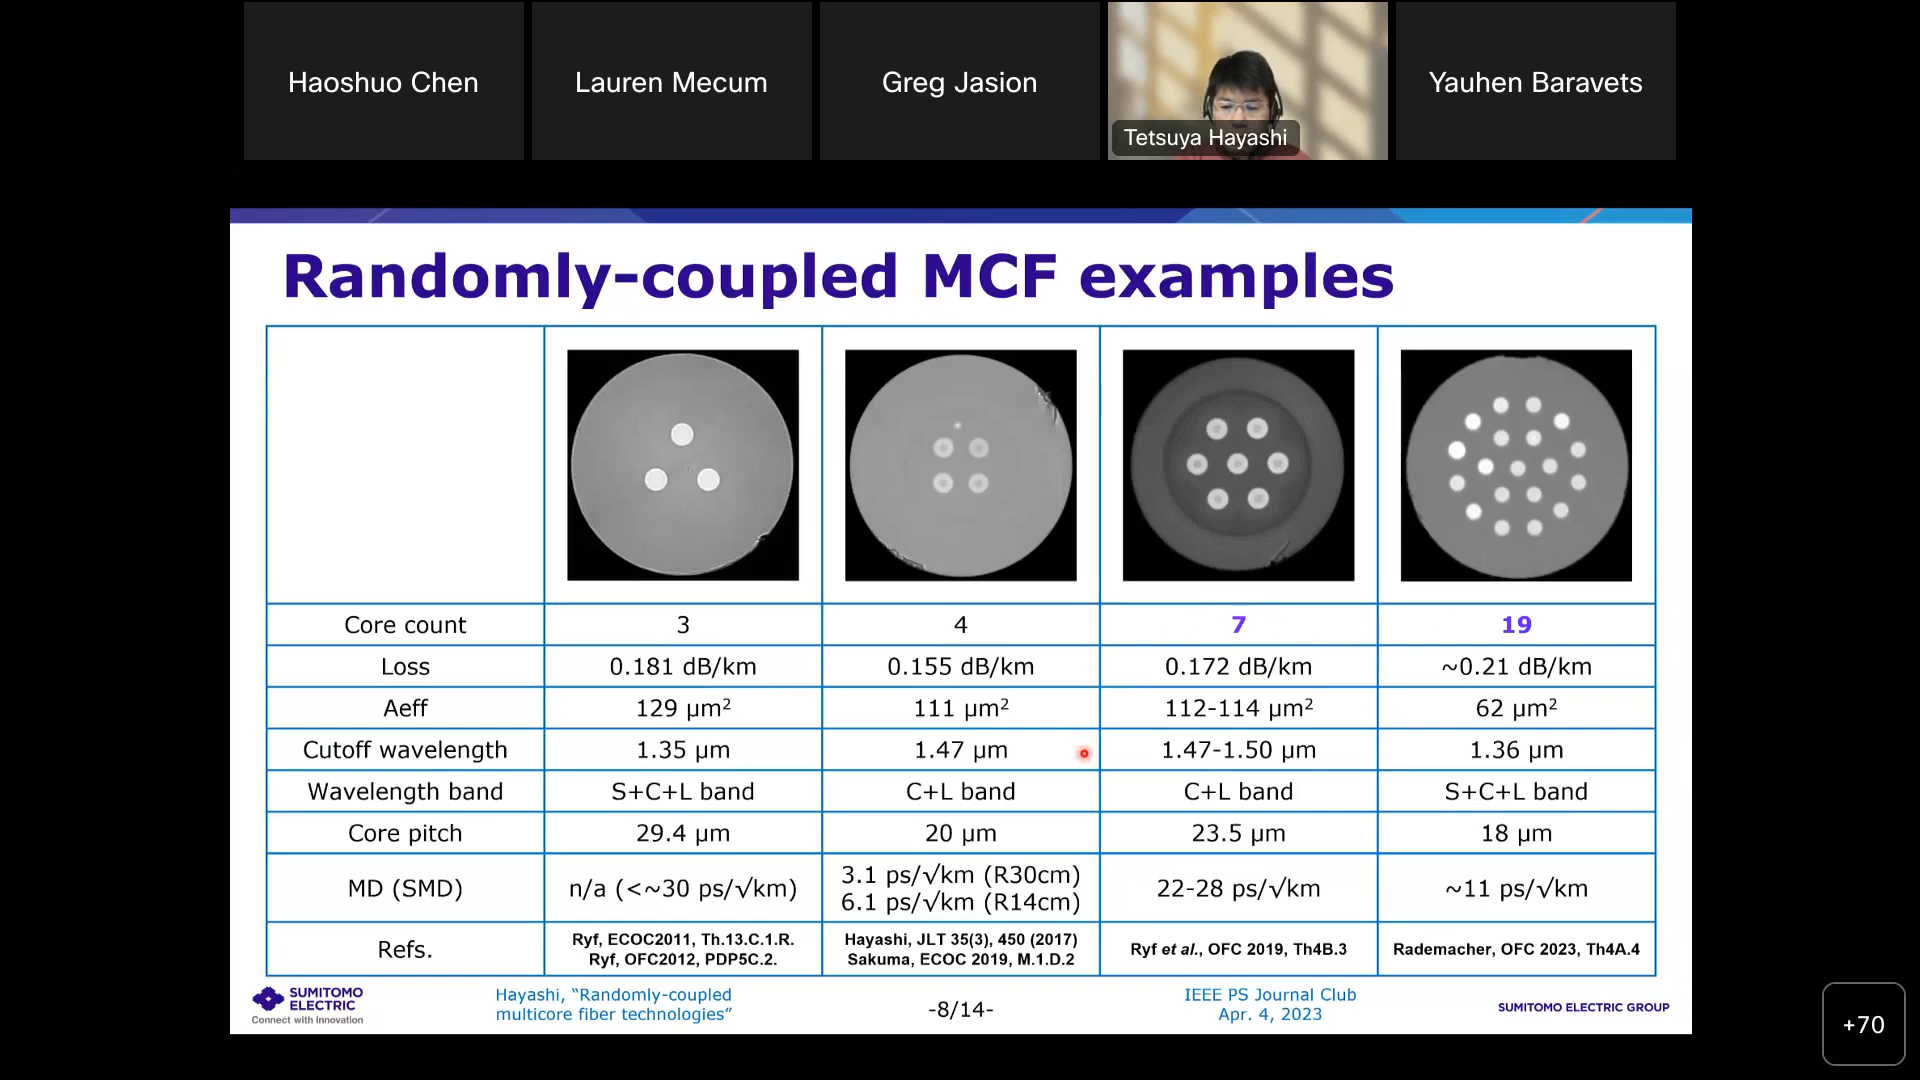 Haoshuo Chen
Lauren Mecum
Greg Jasion
Tetsuya Hayashi
Yauhen Baravets
Randomly-coupled MCF examples
Core count 3 4 7 19
Loss 0.181 dB/km 0.155 dB/km 0.172 dB/km ~0.21 dB/km
Aeff 129 µm² 111 µm² 112-114 µm² 62 µm²
Cutoff wavelength 1.35 µm 1.47 µm 1.47-1.50 µm 1.36 µm
Wavelength band S+C+L band C+L band C+L band S+C+L band
Core pitch 29.4 µm 20 µm 23.5 µm 18 µm
MD (SMD) n/a (<~30 ps/√km) 3.1 ps/√km (R30cm) 22-28 ps/√km ~11 ps/√km
6.1 ps/√km (R14cm)
Refs. Ryf, ECOC2011, Th.13.C.1.R. Hayashi, JLT 35(3), 450 (2017) Ryf et al., OFC 2019, Th4B.3 Rademacher, OFC 2023, Th4A.4
Ryf, OFC2012, PDP5C.2. Sakuma, ECOC 2019, M.1.D.2
SUMITOMO
ELECTRIC
Connect with Innovation
Hayashi, “Randomly-coupled
multicore fiber technologies”
-8/14-
IEEE PS Journal Club
Apr. 4, 2023
SUMITOMO ELECTRIC GROUP
+70